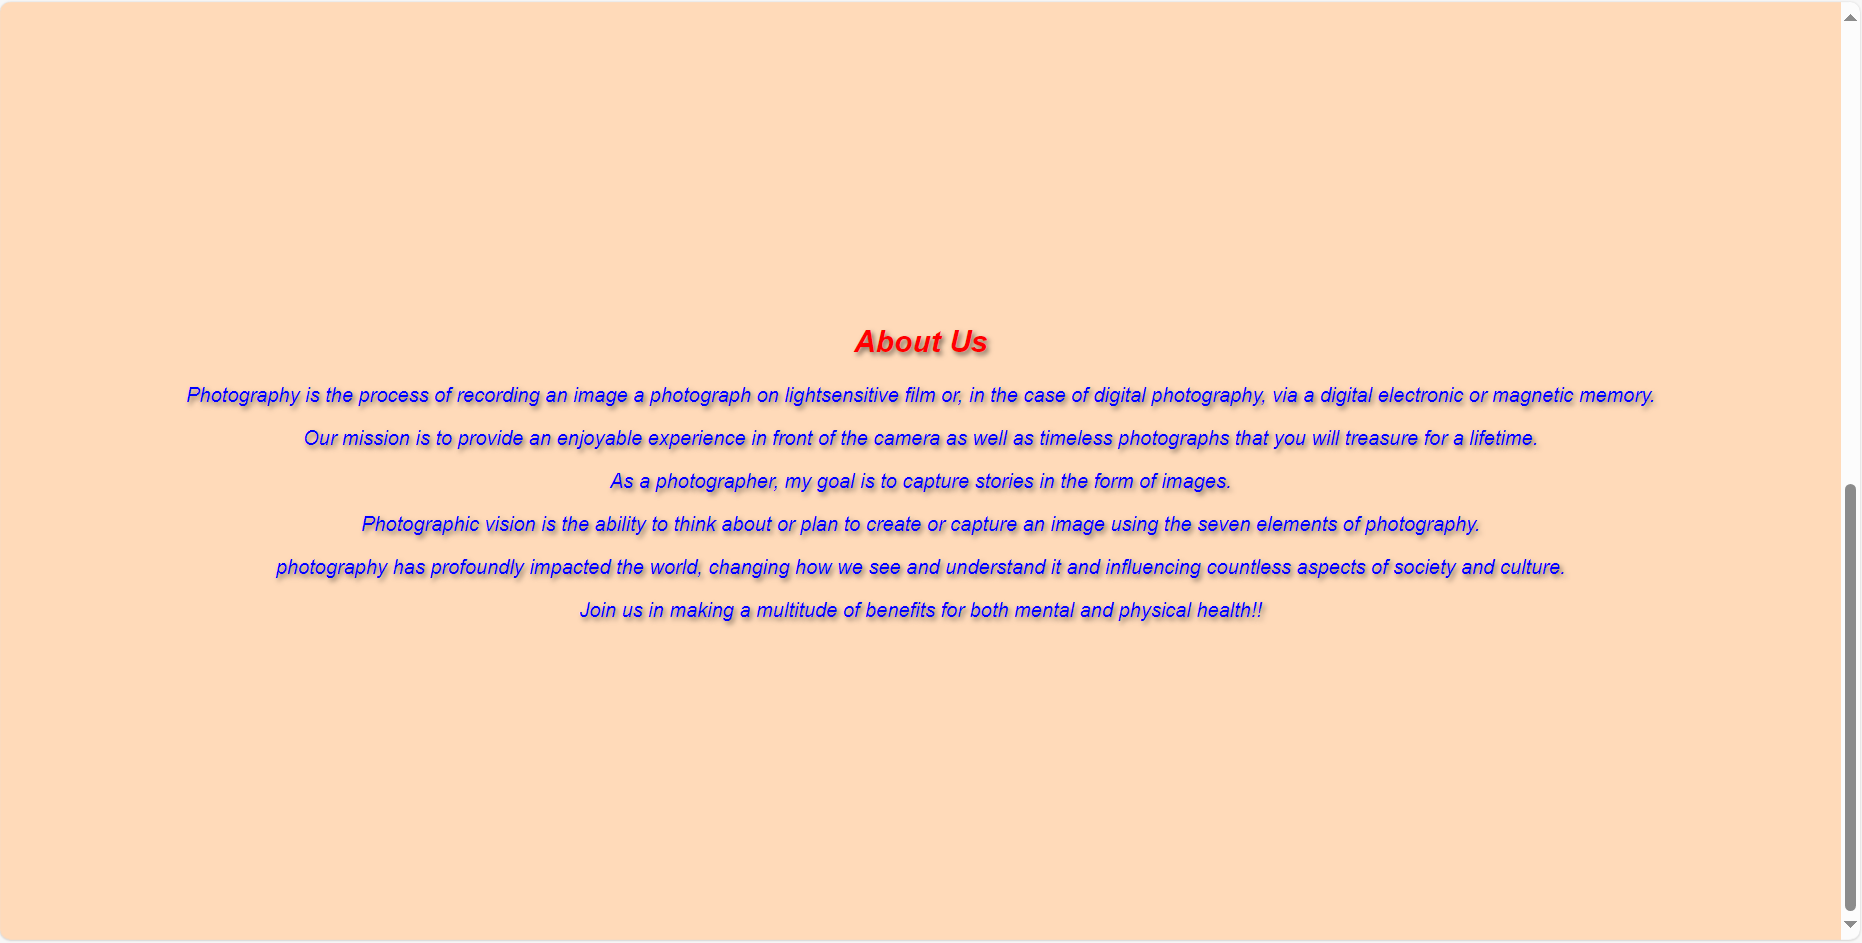 About Us
Photography is the process of recording an image a photograph on lightsensitive film or, in the case of digital photography, via a digital electronic or magnetic memory.
Our mission is to provide an enjoyable experience in front of the camera as well as timeless photographs that you will treasure for a lifetime.
As a photographer, my goal is to capture stories in the form of images.
Photographic vision is the ability to think about or plan to create or capture an image using the seven elements of photography.
photography has profoundly impacted the world, changing how we see and understand it and influencing countless aspects of society and culture.
Join us in making a multitude of benefits for both mental and physical health!!